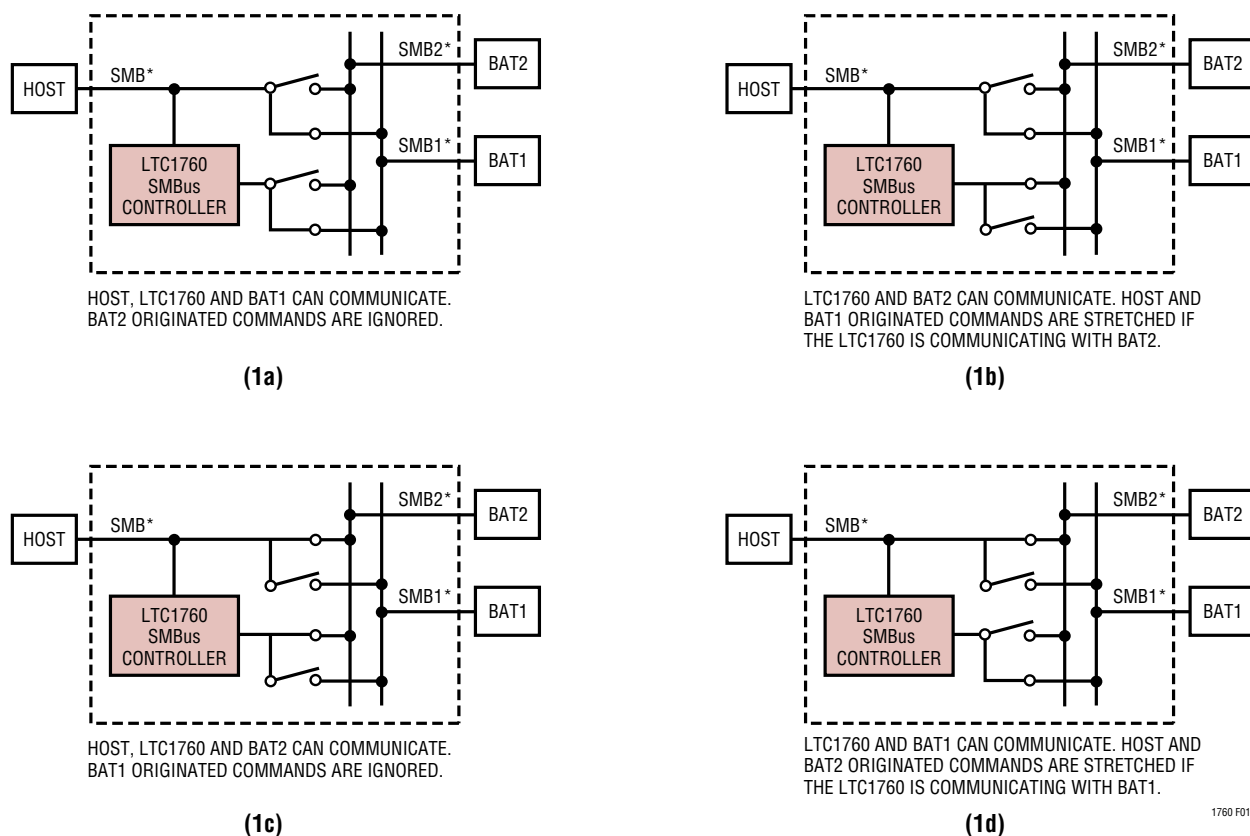 SMB2*
BAT2
HOST
SMB*
SMB1*
BAT1
LTC1760
SMBus
CONTROLLER
HOST, LTC1760 AND BAT1 CAN COMMUNICATE.
BAT2 ORIGINATED COMMANDS ARE IGNORED.
(1a)
SMB2*
BAT2
HOST
SMB*
SMB1*
BAT1
LTC1760
SMBus
CONTROLLER
LTC1760 AND BAT2 CAN COMMUNICATE. HOST AND
BAT1 ORIGINATED COMMANDS ARE STRETCHED IF
THE LTC1760 IS COMMUNICATING WITH BAT2.
(1b)
SMB2*
BAT2
HOST
SMB*
SMB1*
BAT1
LTC1760
SMBus
CONTROLLER
HOST, LTC1760 AND BAT2 CAN COMMUNICATE.
BAT1 ORIGINATED COMMANDS ARE IGNORED.
(1c)
SMB2*
BAT2
HOST
SMB*
SMB1*
BAT1
LTC1760
SMBus
CONTROLLER
LTC1760 AND BAT1 CAN COMMUNICATE. HOST AND
BAT2 ORIGINATED COMMANDS ARE STRETCHED IF
THE LTC1760 IS COMMUNICATING WITH BAT1.
(1d)
1760 F01